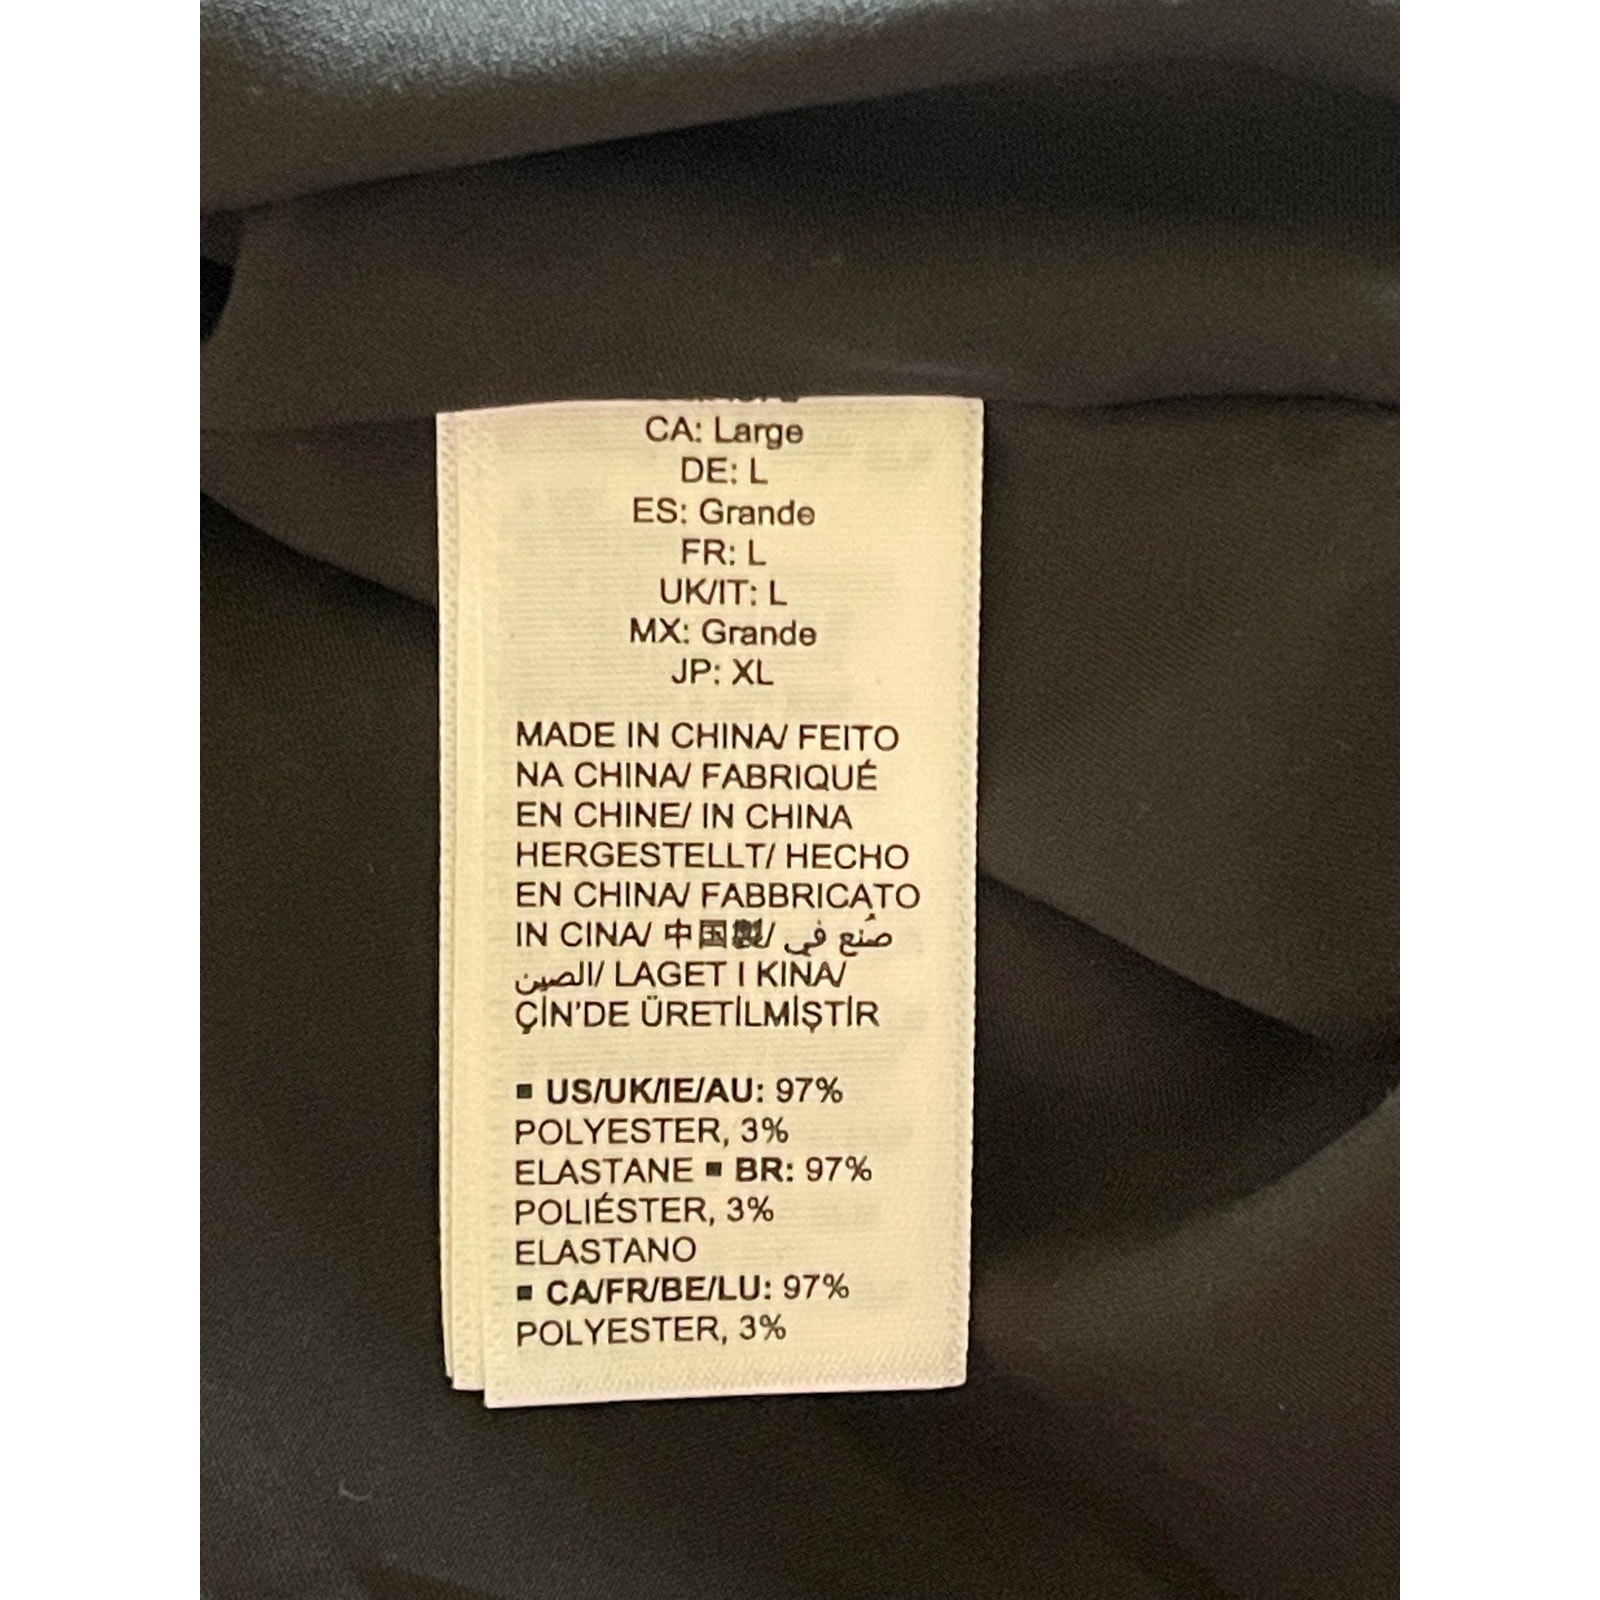 CA: Large
DE: L
ES: Grande
FR: L
UK/IT: L
MX: Grande
JP: XL
MADE IN CHINA/ FEITO
NA CHINA/ FABRIQUÉ
EN CHINE/ IN CHINA
HERGESTELLT/ HECHO
EN CHINA/ FABBRICATO
IN CINA/ 中国製/ صُنع في
الصين/ LAGET I KINA/
ÇİN'DE ÜRETİLMİŞTİR
▪ US/UK/IE/AU: 97%
POLYESTER, 3%
ELASTANE ▪ BR: 97%
POLIÉSTER, 3%
ELASTANO
▪ CA/FR/BE/LU: 97%
POLYESTER, 3%